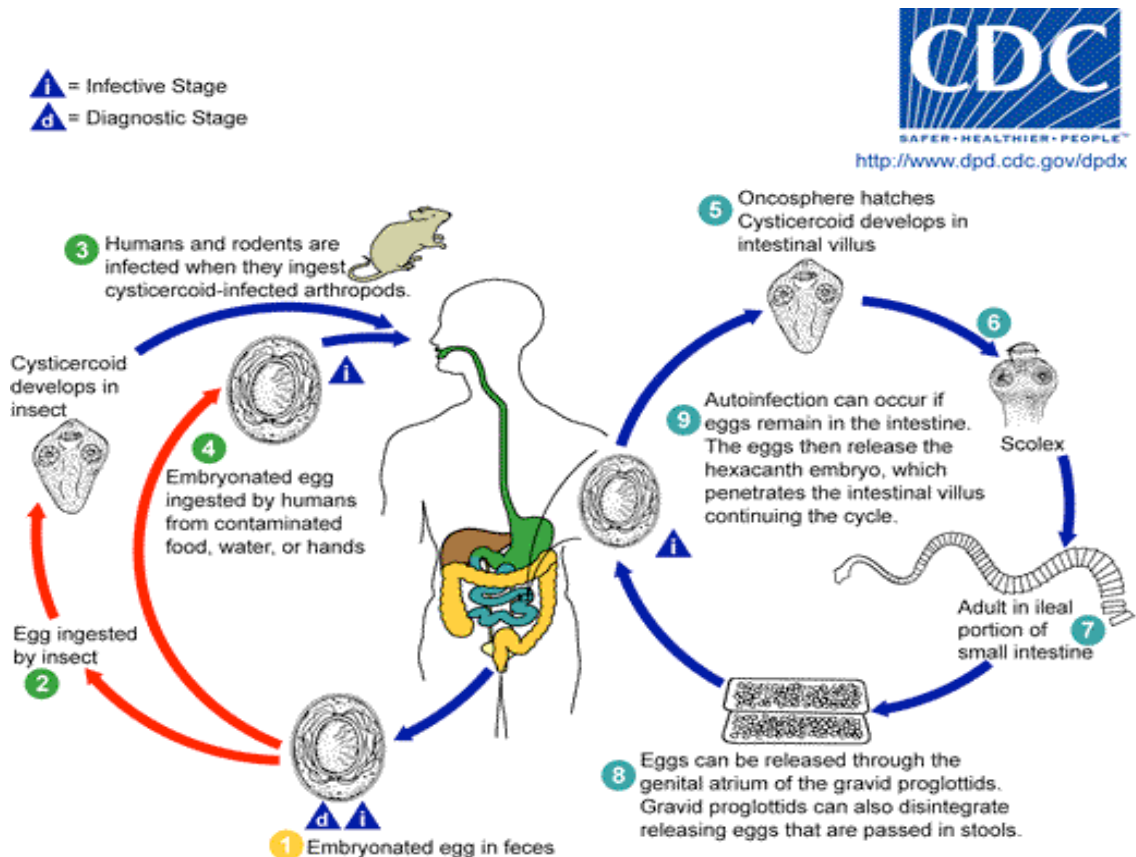 CDC
SAFER•HEALTHIER•PEOPLE™
http://www.dpd.cdc.gov/dpdx
i = Infective Stage
d = Diagnostic Stage
5 Oncosphere hatches
Cysticercoid develops in
intestinal villus
3 Humans and rodents are
infected when they ingest
cysticercoid-infected arthropods.
6
Scolex
i
Cysticercoid
develops in
insect
4
Embryonated egg
ingested by humans
from contaminated
food, water, or hands
9 Autoinfection can occur if
eggs remain in the intestine.
The eggs then release the
hexacanth embryo, which
penetrates the intestinal villus
continuing the cycle.
i
Adult in ileal
portion of
small intestine
7
Egg ingested
by insect
2
8 Eggs can be released through the
genital atrium of the gravid proglottids.
Gravid proglottids can also disintegrate
releasing eggs that are passed in stools.
d i
1 Embryonated egg in feces